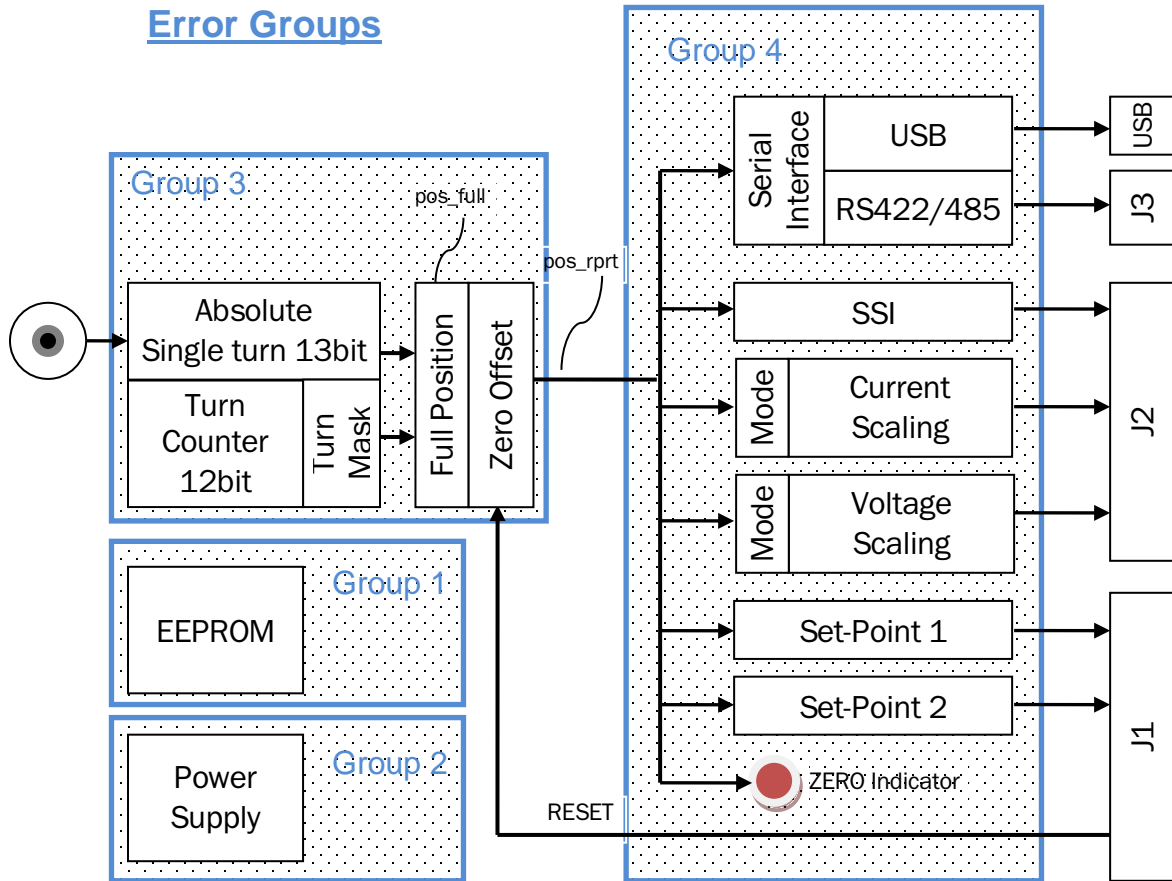 Error Groups
Group 3
pos_full
Absolute
Single turn 13bit
Turn
Counter
12bit
Turn
Mask
Full Position
Zero Offset
pos_rprt
Group 1
EEPROM
Group 2
Power
Supply
RESET
Group 4
Serial
Interface
USB
RS422/485
SSI
Mode
Current
Scaling
Mode
Voltage
Scaling
Set-Point 1
Set-Point 2
ZERO Indicator
USB
J3
J2
J1